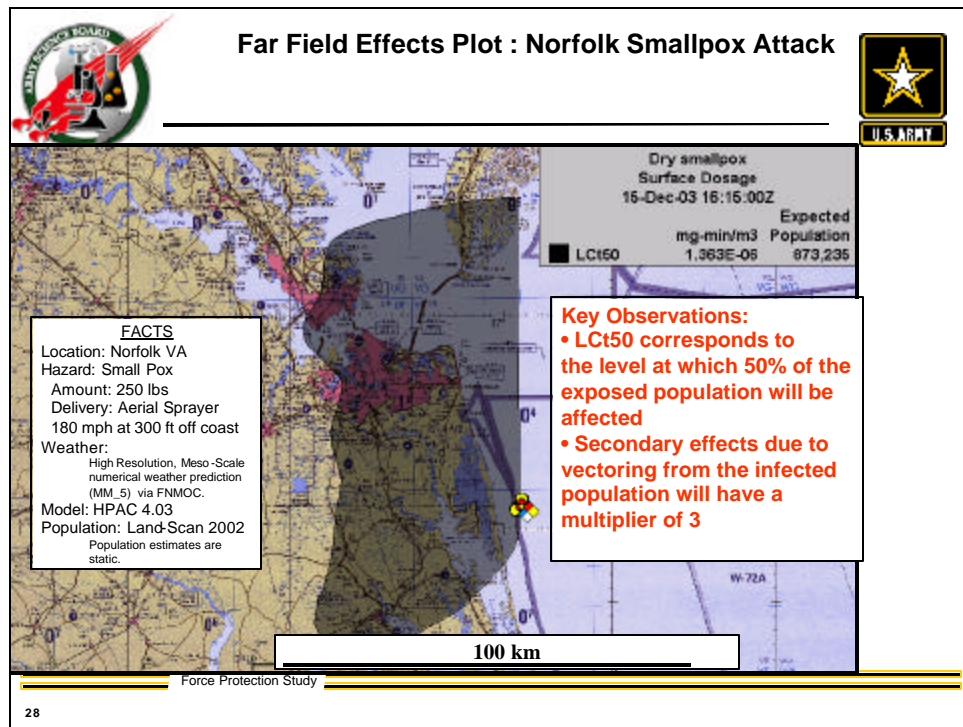 ARMY SCIENCE BOARD
Far Field Effects Plot : Norfolk Smallpox Attack
U.S.ARMY
Dry smallpox
Surface Dosage
15-Dec-03 16:15:00Z
Expected
mg-min/m3 Population
LCt50 1.363E-06 873,235
FACTS
Location: Norfolk VA
Hazard: Small Pox
Amount: 250 lbs
Delivery: Aerial Sprayer
180 mph at 300 ft off coast
Weather:
High Resolution, Meso-Scale
numerical weather prediction
(MM_5) via FNMOC.
Model: HPAC 4.03
Population: Land-Scan 2002
Population estimates are
static.
Key Observations:
• LCt50 corresponds to
the level at which 50% of the
exposed population will be
affected
• Secondary effects due to
vectoring from the infected
population will have a
multiplier of 3
W-72A
100 km
Force Protection Study
28